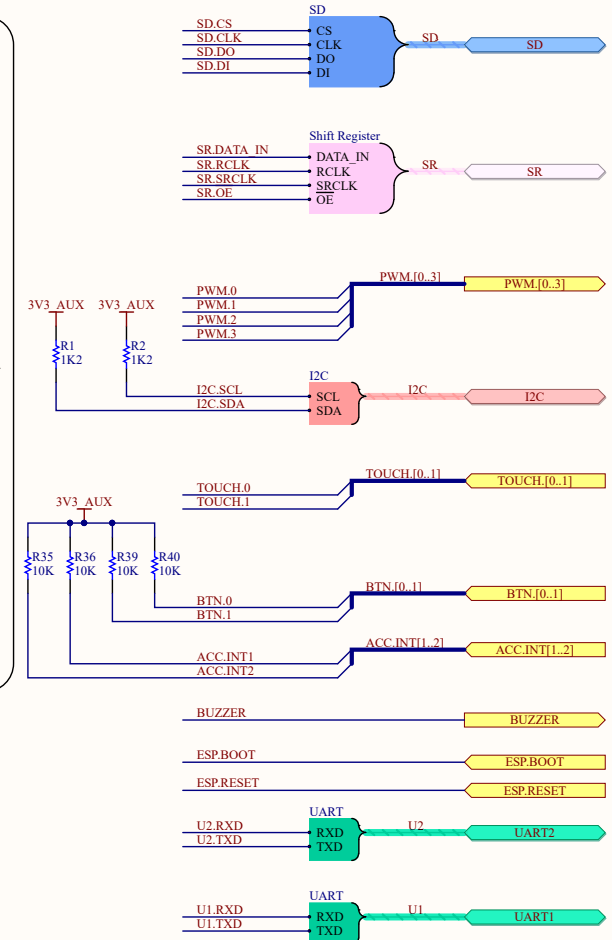 SD
SD.CS
SD.CLK
SD.DO
SD.DI
CS
CLK
DO
DI
SD
SD
Shift Register
SR.DATA_IN
SR.RCLK
SR.SRCLK
SR.OE
DATA_IN
RCLK
SRCLK
OE
SR
SR
PWM.0
PWM.1
PWM.2
PWM.3
PWM.[0..3]
PWM.[0..3]
3V3_AUX
3V3_AUX
R1
1K2
R2
1K2
I2C
I2C.SCL
I2C.SDA
SCL
SDA
I2C
I2C
TOUCH.0
TOUCH.1
TOUCH.[0..1]
TOUCH.[0..1]
3V3_AUX
R35
10K
R36
10K
R39
10K
R40
10K
BTN.0
BTN.1
BTN.[0..1]
BTN.[0..1]
ACC.INT1
ACC.INT2
ACC.INT[1..2]
ACC.INT[1..2]
BUZZER
BUZZER
ESP.BOOT
ESP.BOOT
ESP.RESET
ESP.RESET
UART
U2.RXD
U2.TXD
RXD
TXD
U2
UART2
UART
U1.RXD
U1.TXD
RXD
TXD
U1
UART1